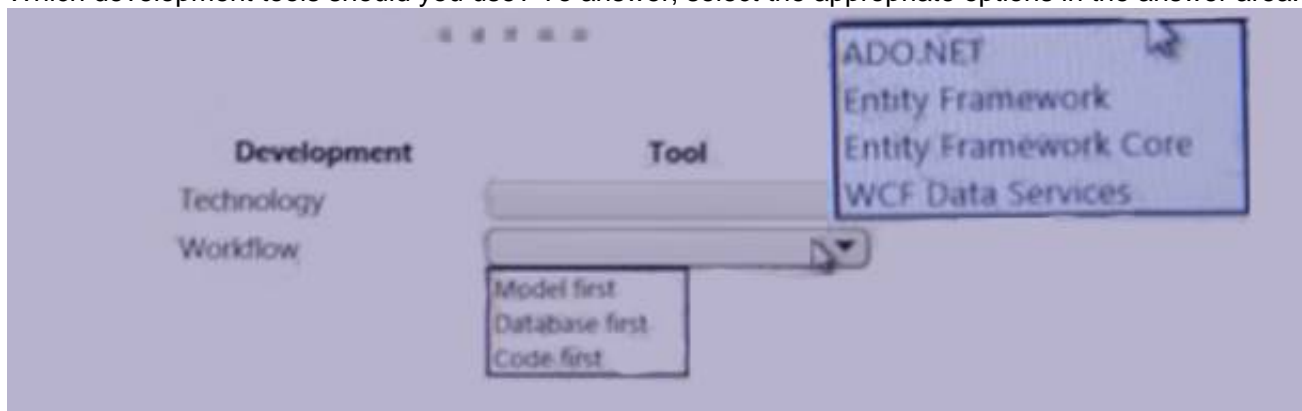 Which development tools should you use? To answer, select the appropriate options in the answer area.
ADO.NET
Entity Framework
Entity Framework Core
WCF Data Services
Development Tool
Technology
Workflow
Model first
Database first
Code first